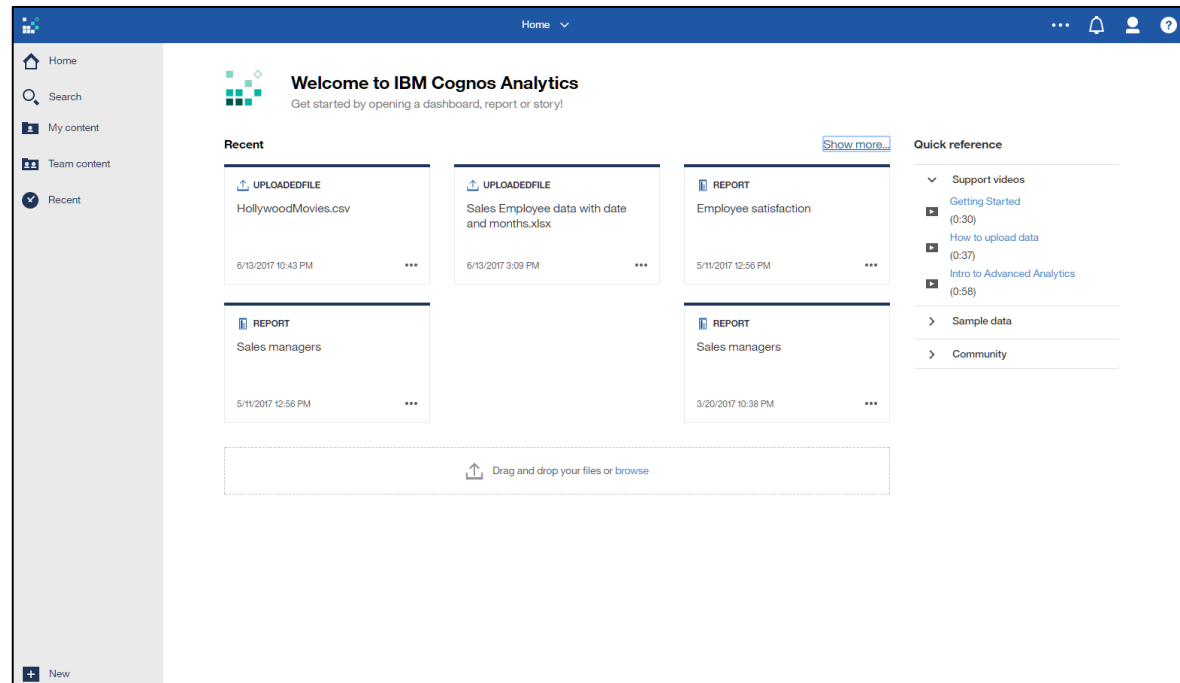 Home
Home
Search
My content
Team content
Recent
New
Welcome to IBM Cognos Analytics
Get started by opening a dashboard, report or story!
Recent
Show more...
UPLOADEDFILE
HollywoodMovies.csv
6/13/2017 10:43 PM
UPLOADEDFILE
Sales Employee data with date
and months.xlsx
6/13/2017 3:09 PM
REPORT
Employee satisfaction
5/11/2017 12:56 PM
REPORT
Sales managers
5/11/2017 12:56 PM
REPORT
Sales managers
3/20/2017 10:38 PM
Drag and drop your files or browse
Quick reference
Support videos
Getting Started
(0:30)
How to upload data
(0:37)
Intro to Advanced Analytics
(0:58)
Sample data
Community